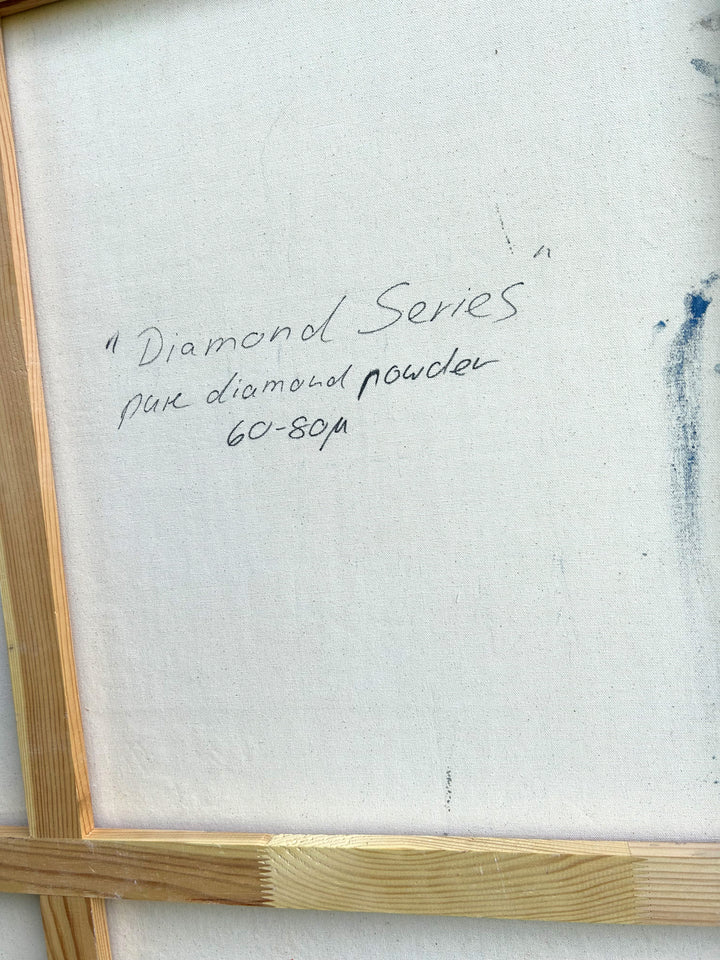 "Diamond Series"
pure diamond powder
60-80µ